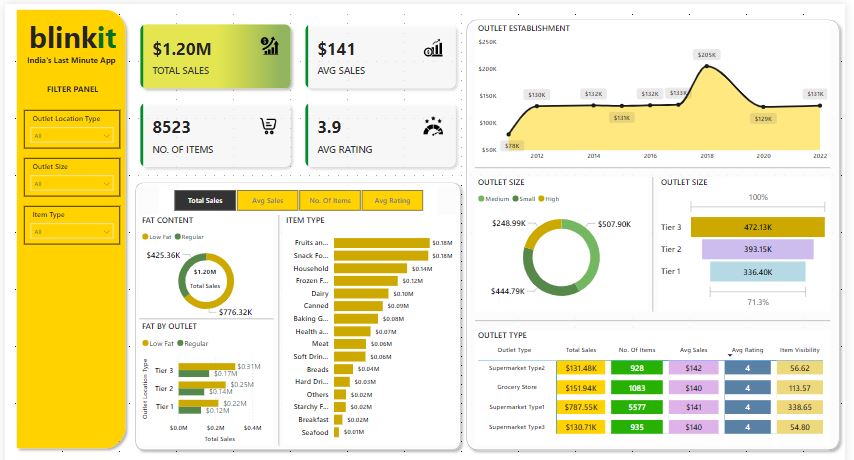 blinkit
India's Last Minute App
FILTER PANEL
Outlet Location Type
All
Outlet Size
All
Item Type
All
$1.20M
TOTAL SALES
$141
AVG SALES
8523
NO. OF ITEMS
3.9
AVG RATING
Total Sales Avg Sales No. Of Items Avg Rating
FAT CONTENT
Low Fat Regular
$425.36K
$1.20M
Total Sales
$776.32K
FAT BY OUTLET
Low Fat Regular
Outlet Location Type
Tier 3 $0.31M
$0.17M
Tier 2 $0.25M
$0.14M
Tier 1 $0.22M
$0.12M
$0.0M $0.2M $0.4M
Total Sales
ITEM TYPE
Fruits an... $0.18M
Snack Fo... $0.18M
Household $0.14M
Frozen F... $0.12M
Dairy $0.10M
Canned $0.09M
Baking G... $0.08M
Health a... $0.07M
Meat $0.06M
Soft Drin... $0.06M
Breads $0.04M
Hard Dri... $0.03M
Others $0.02M
Starchy F... $0.02M
Breakfast $0.02M
Seafood $0.01M
OUTLET ESTABLISHMENT
$250K
$200K
$150K
$100K
$50K
$78K
$130K
$132K
$131K
$132K
$133K
$205K
$129K
$131K
2012 2014 2016 2018 2020 2022
OUTLET SIZE
Medium Small High
$248.99K
$507.90K
$444.79K
OUTLET SIZE
100%
Tier 3 472.13K
Tier 2 393.15K
Tier 1 336.40K
71.3%
OUTLET TYPE
Outlet Type Total Sales No. Of Items Avg Sales Avg Rating Item Visibility
Supermarket Type2 $131.48K 928 $142 4 56.62
Grocery Store $151.94K 1083 $140 4 113.57
Supermarket Type1 $787.55K 5577 $141 4 338.65
Supermarket Type3 $130.71K 935 $140 4 54.80